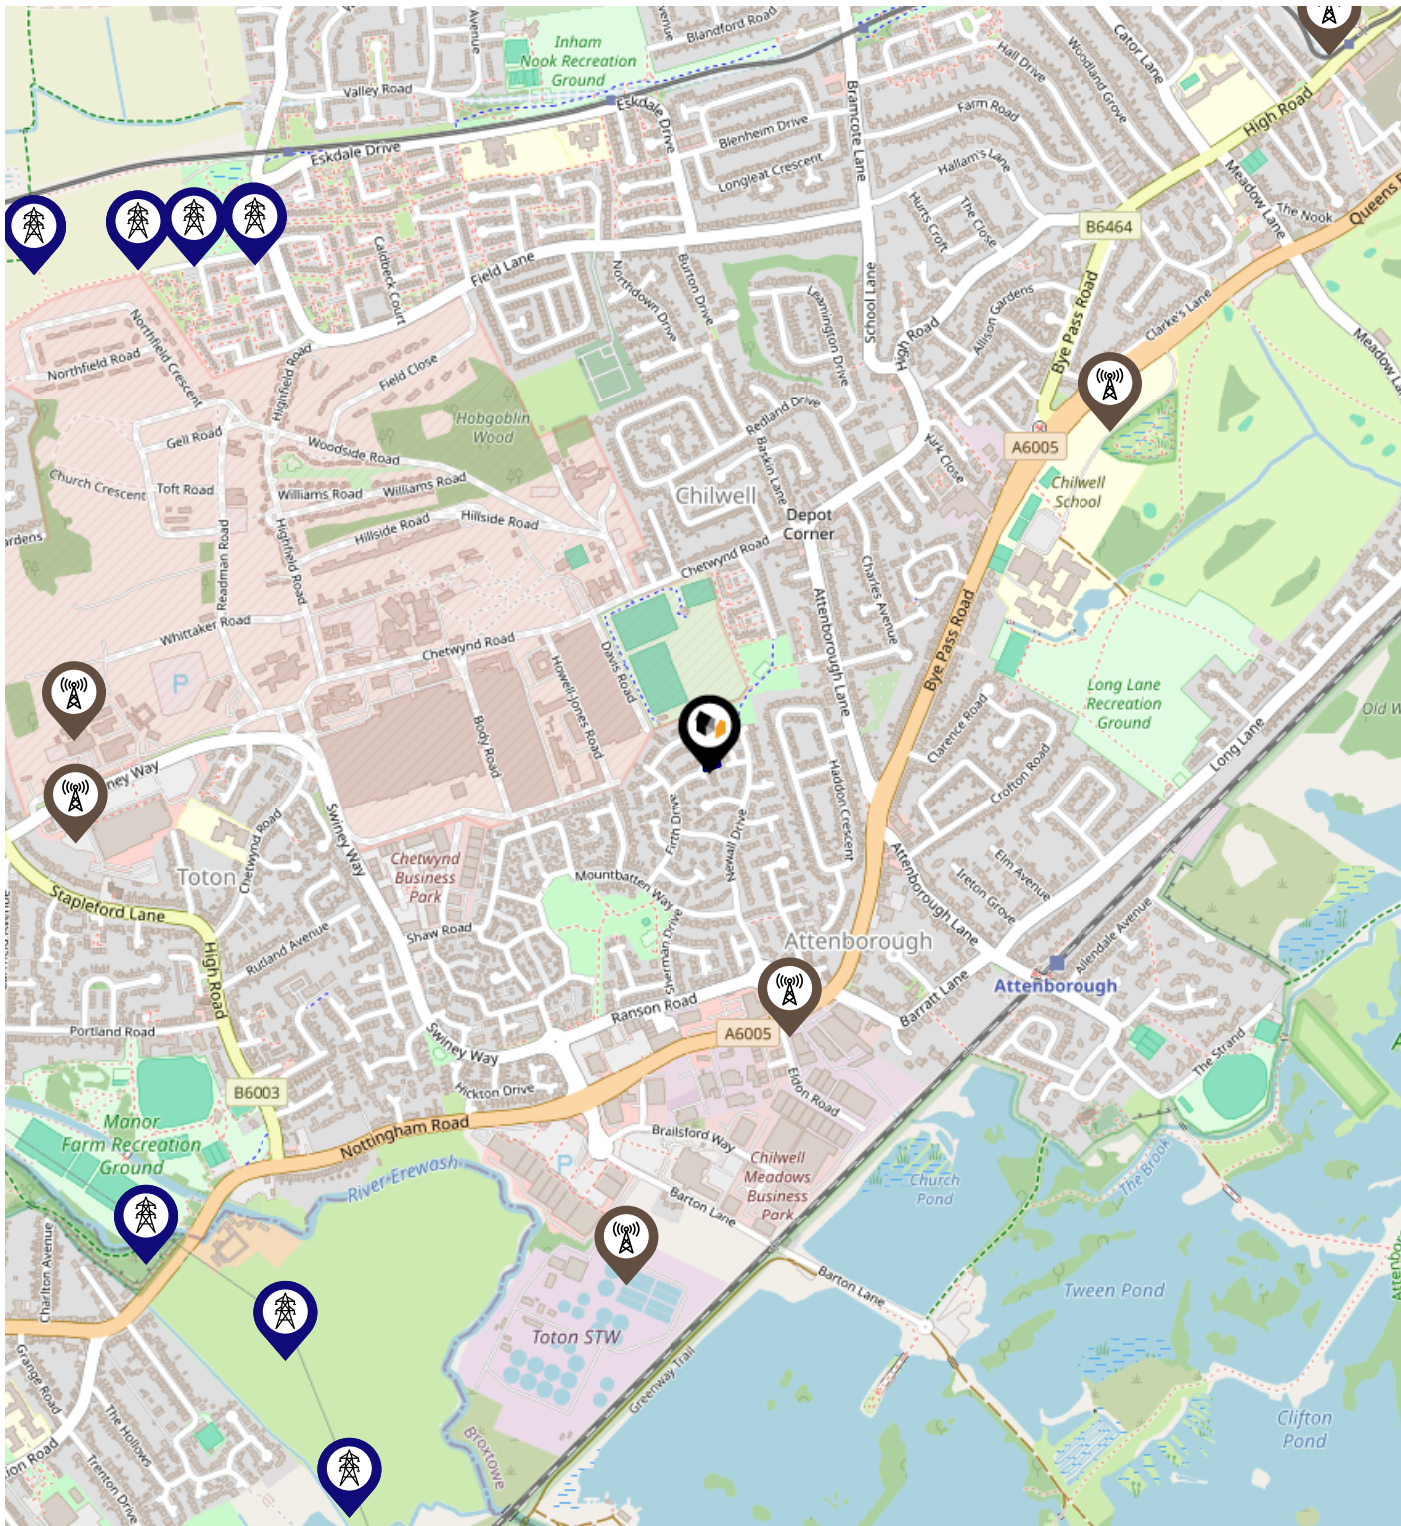 Avenue
Blandford Road
Inham
Nook Recreation
Ground
Valley Road
Eskdale Drive
Eskdale Drive
Blenheim Drive
Longleat Crescent
Bramcote Lane
Hall Drive
Woodland Grove
Cator Lane
Farm Road
Hallam's Lane
High Road
Meadow Lane
The Nook
Queens
B6464
Hurts Croft
The Close
Caldbeck Court
Field Lane
Northdown Drive
Burton Drive
Leamington Drive
School Lane
High Road
Allison Gardens
Bye Pass Road
Clarke's Lane
Meadow
Northfield Road
Northfield Crescent
Highfield Road
Field Close
Hobgoblin
Wood
Gell Road
Woodside Road
Church Crescent
Toft Road
Williams Road
Williams Road
Hillside Road
Hillside Road
Readman Road
Highfield Road
Redland Drive
Baskin Lane
Kirk Close
A6005
Chilwell
School
Chilwell
Depot
Corner
Chetwynd Road
Charles Avenue
Attenborough Lane
Bye Pass Road
Whittaker Road
Chetwynd Road
Davis Road
Howell-Jones Road
Body Road
P
Long Lane
Recreation
Ground
Old
Clarence Road
Crofton Road
Long Lane
Swiney Way
Firth Drive
Newall Drive
Haddon Crescent
Chetwynd
Business
Park
Toton
Chetwynd Road
Mountbatten Way
Sherman Drive
Attenborough Lane
Elm Avenue
Ireton Grove
Stapleford Lane
High Road
Shaw Road
Rutland Avenue
Attenborough
Allendale Avenue
Attenborough
Barratt Lane
Ranson Road
A6005
Portland Road
Swiney Way
Hickton Drive
Eldon Road
The Strand
B6003
Manor
Farm Recreation
Ground
Nottingham Road
River Erewash
P
Brailsford Way
Chilwell
Meadows
Business
Park
Barton Lane
Church
Pond
The Brook
Charlton Avenue
Barton Lane
Tween Pond
Toton STW
Greenway Trail
Grange Road
The Hollows
Trenton Drive
Broxtowe
Clifton
Pond